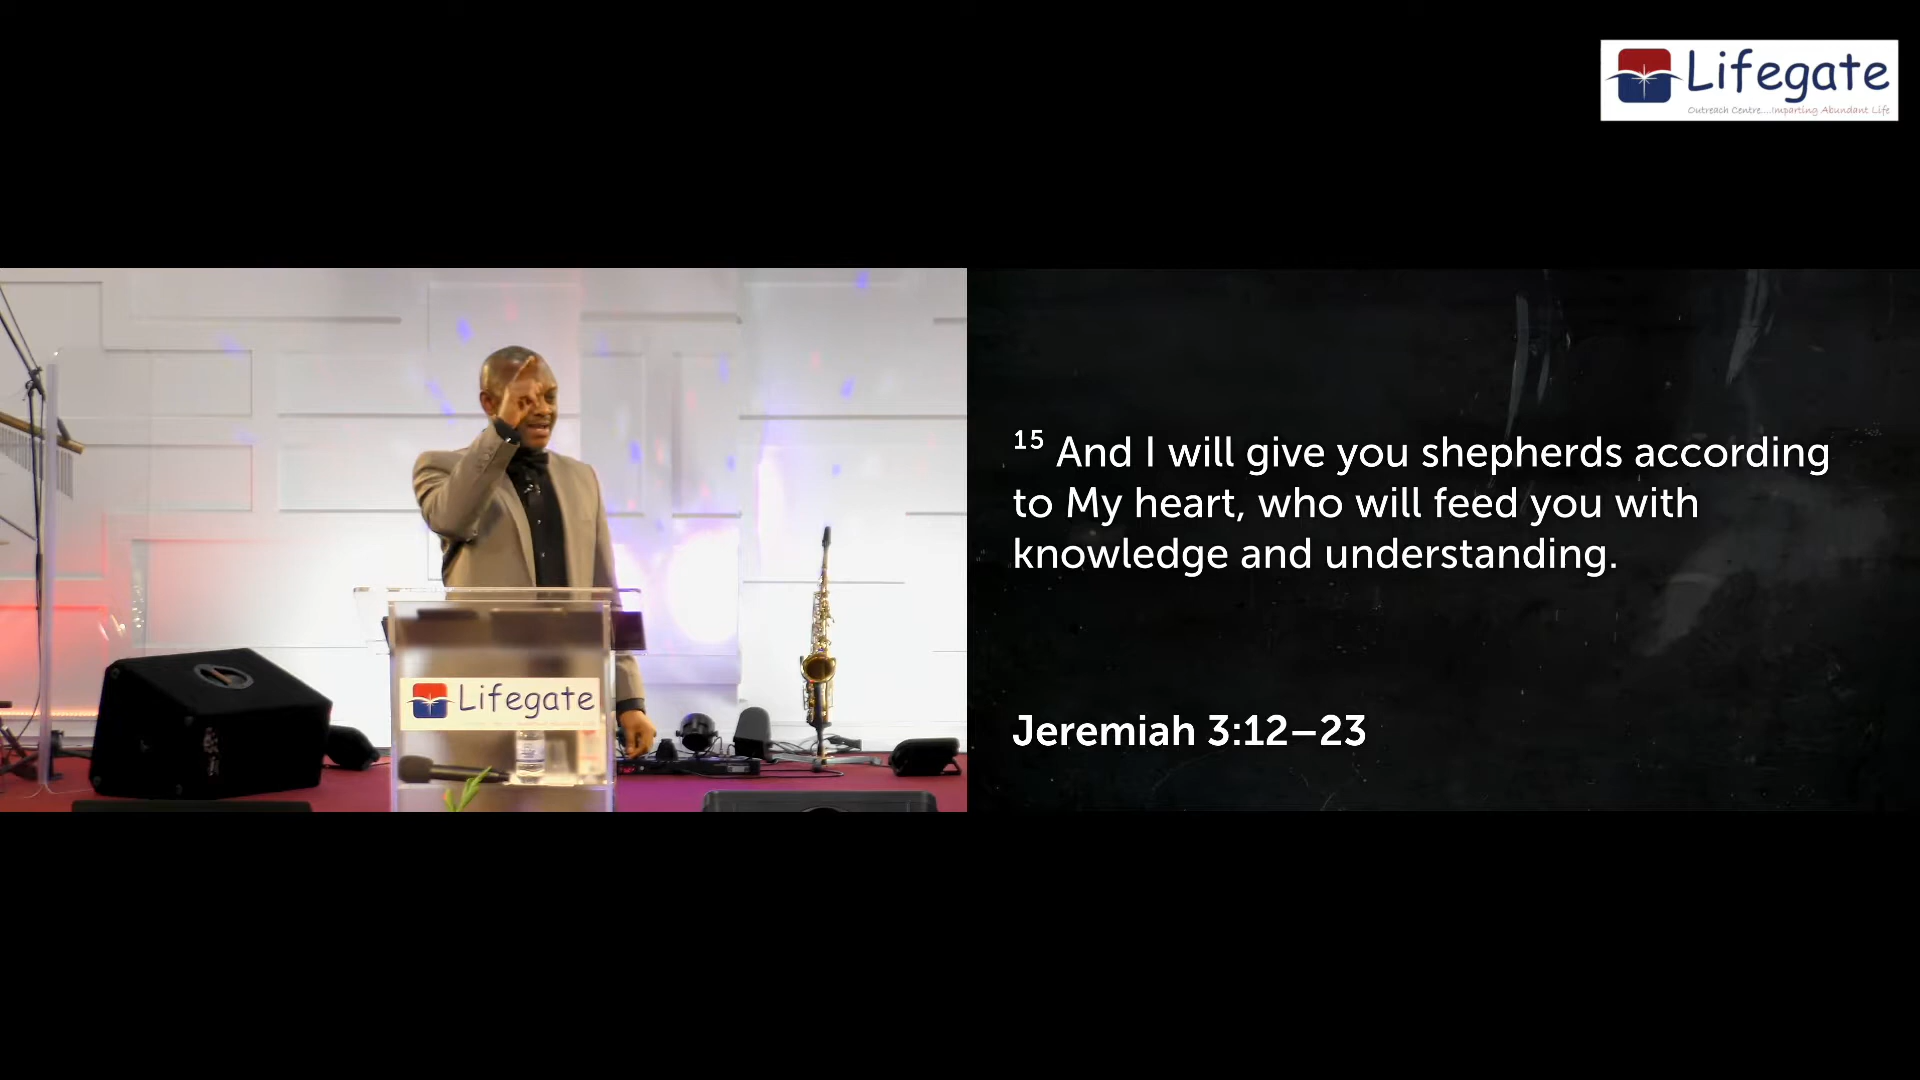 Lifegate
Outreach Centre....Imparting Abundant Life
15 And I will give you shepherds according
to My heart, who will feed you with
knowledge and understanding.
Jeremiah 3:12–23
Lifegate